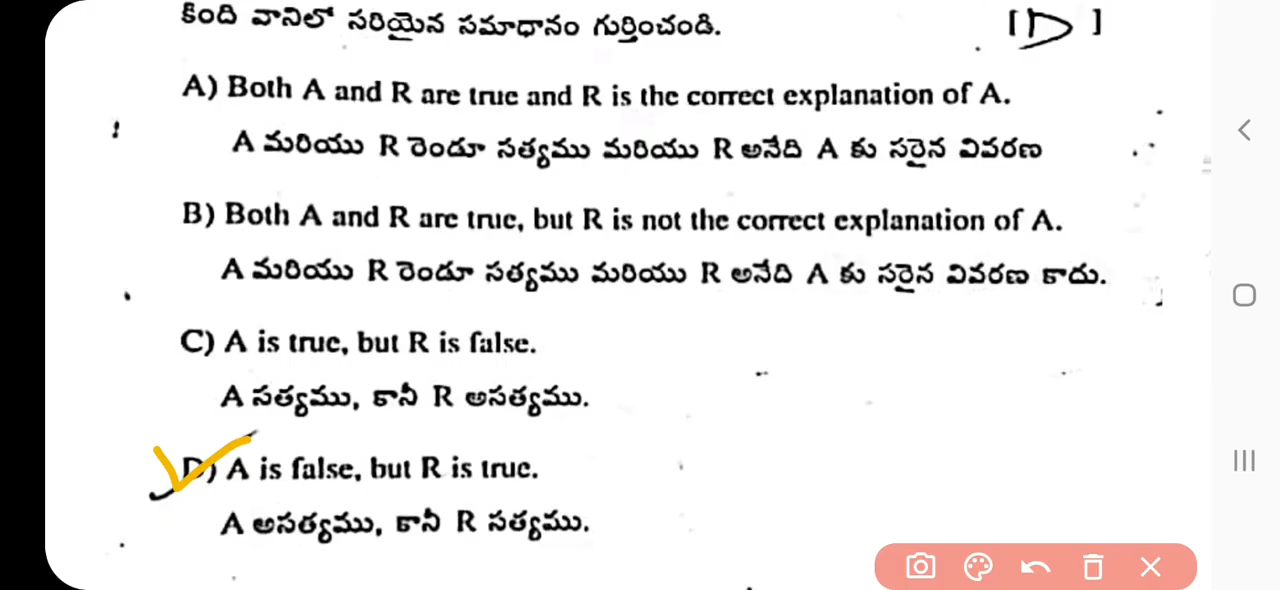 కింది వానిలో సరియైన సమాధానం గుర్తించండి. [D]
A) Both A and R are true and R is the correct explanation of A.
A మరియు R రెండూ సత్యము మరియు R అనేది A కు సరైన వివరణ
B) Both A and R are true, but R is not the correct explanation of A.
A మరియు R రెండూ సత్యము మరియు R అనేది A కు సరైన వివరణ కాదు.
C) A is true, but R is false.
A సత్యము, కానీ R అసత్యము.
D) A is false, but R is true.
A అసత్యము, కానీ R సత్యము.